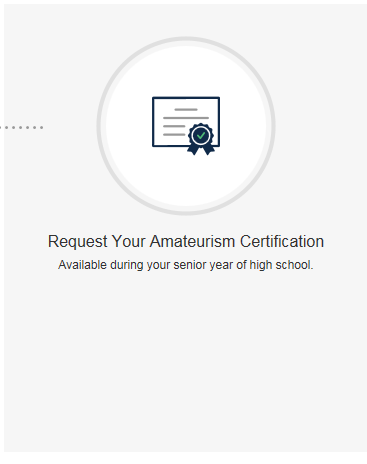 Request Your Amateurism Certification
Available during your senior year of high school.